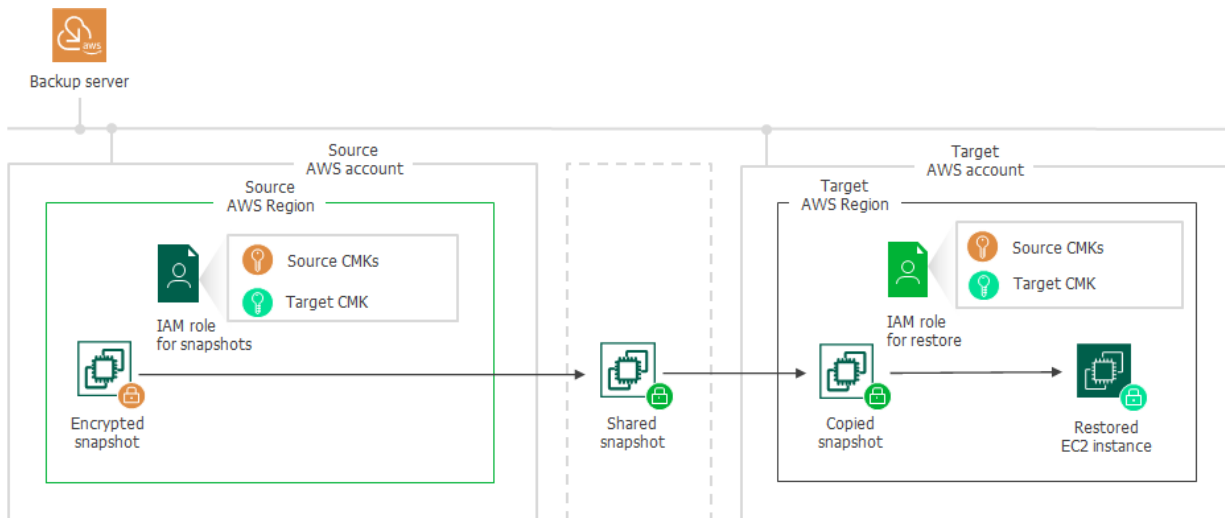 aws
Backup server
Source
AWS account
Source
AWS Region
Source CMKs
Target CMK
IAM role
for snapshots
Encrypted
snapshot
Shared
snapshot
Target
AWS account
Target
AWS Region
Source CMKs
Target CMK
IAM role
for restore
Copied
snapshot
Restored
EC2 instance